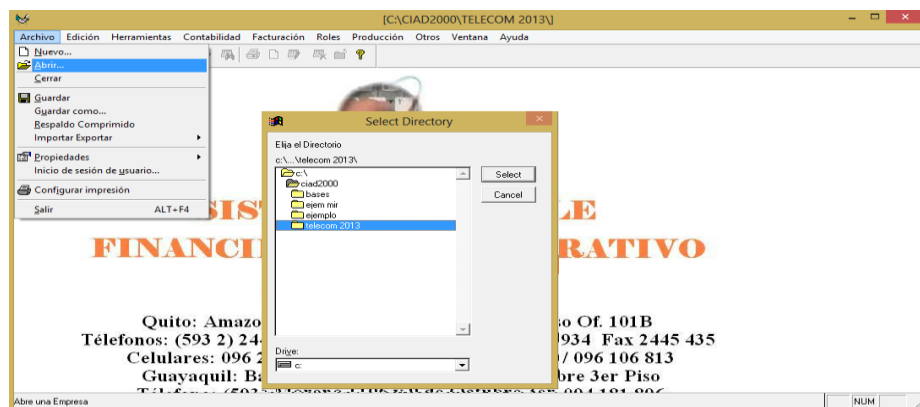 [C:\CIAD2000\TELECOM 2013\]
Archivo Edición Herramientas Contabilidad Facturación Roles Producción Otros Ventana Ayuda
Nuevo...
Abrir...
Cerrar
Guardar
Guardar como...
Respaldo Comprimido
Importar Exportar
Propiedades
Inicio de sesión de usuario...
Configurar impresión
Salir ALT+F4
Select Directory
Elija el Directorio
c:\...\telecom 2013\
c:\
ciad2000
bases
ejem mir
ejemplo
telecom 2013
Select
Cancel
Drive:
c:
SIS LE
FINANCI RATIVO
Quito: Amazo so Of. 101B
Télefonos: (593 2) 24 934 Fax 2445 435
Celulares: 096 2 / 096 106 813
Guayaquil: Ba bre 3er Piso
Abre una Empresa
NUM